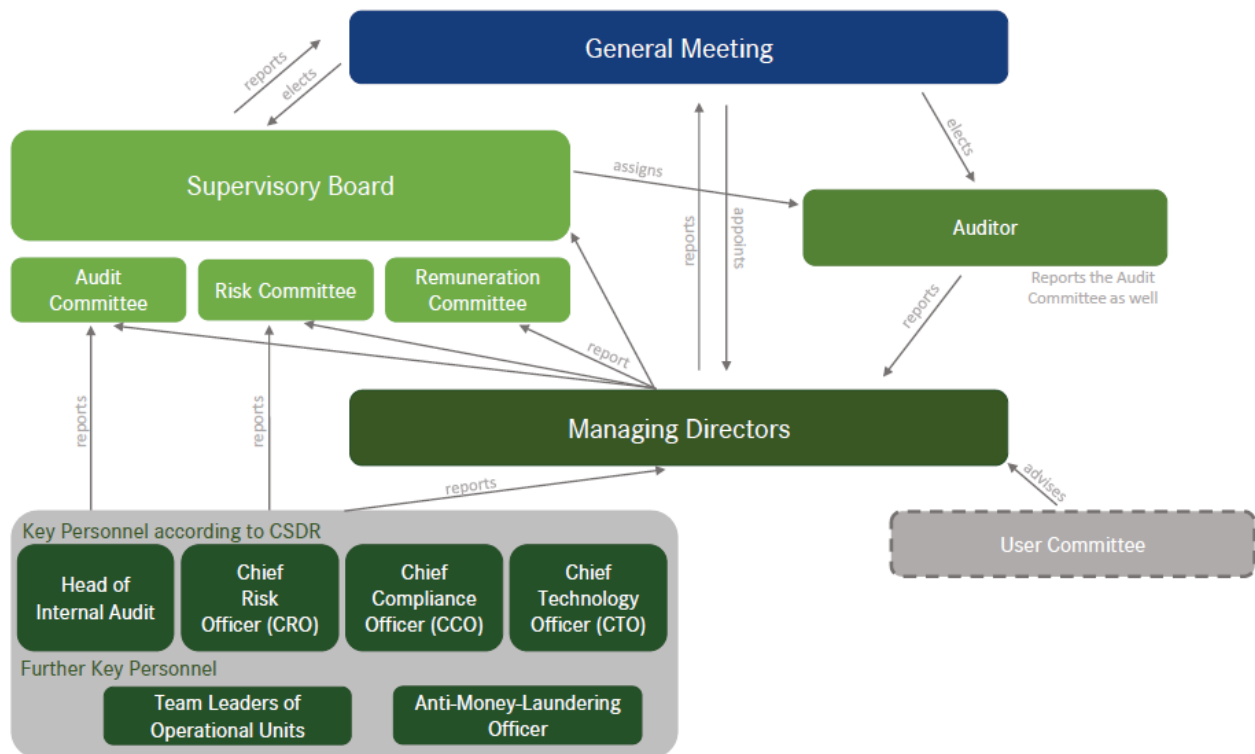 General Meeting
reports
elects
elects
Supervisory Board
assigns
reports
appoints
Auditor
Reports the Audit
Committee as well
Audit
Committee
Risk Committee
Remuneration
Committee
reports
report
Managing Directors
reports
reports
reports
advises
Key Personnel according to CSDR
User Committee
Head of
Internal Audit
Chief
Risk
Officer (CRO)
Chief
Compliance
Officer (CCO)
Chief
Technology
Officer (CTO)
Further Key Personnel
Team Leaders of
Operational Units
Anti-Money-Laundering
Officer